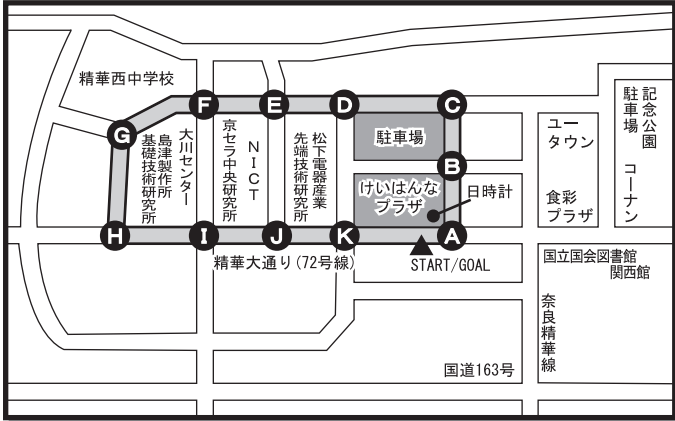 精華西中学校
F
E
D
C
G
B
H
I
J
K
A
島津製作所
基礎技術研究所
大川センター
京セラ中央研究所
NICT
松下電器産業
先端技術研究所
駐車場
けいはんな
プラザ
日時計
START/GOAL
精華大通り(72号線)
ユー
タウン
食彩
プラザ
記念公園
駐車場
コーナン
国立国会図書館
関西館
奈良精華線
国道163号